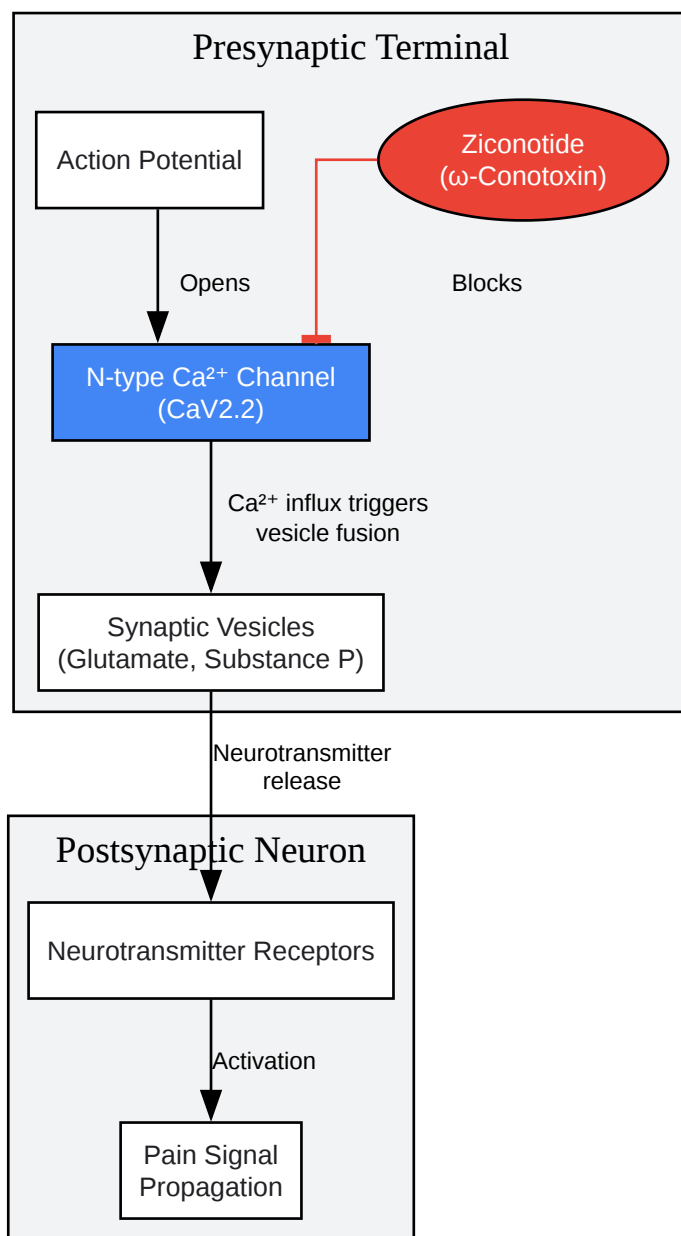 Presynaptic Terminal
Action Potential
Ziconotide
(ω-Conotoxin)
Opens
Blocks
N-type Ca²⁺ Channel
(CaV2.2)
Ca²⁺ influx triggers
vesicle fusion
Synaptic Vesicles
(Glutamate, Substance P)
Neurotransmitter
release
Postsynaptic Neuron
Neurotransmitter Receptors
Activation
Pain Signal
Propagation